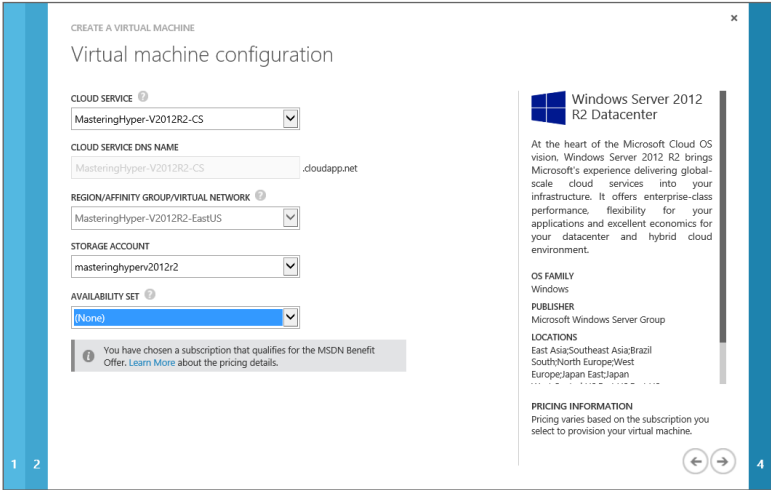 ×
CREATE A VIRTUAL MACHINE
Virtual machine configuration
CLOUD SERVICE ?
MasteringHyper-V2012R2-CS
CLOUD SERVICE DNS NAME
MasteringHyper-V2012R2-CS .cloudapp.net
REGION/AFFINITY GROUP/VIRTUAL NETWORK ?
MasteringHyper-V2012R2-EastUS
STORAGE ACCOUNT
masteringhyperv2012r2
AVAILABILITY SET ?
(None)
You have chosen a subscription that qualifies for the MSDN Benefit
Offer. Learn More about the pricing details.
Windows Server 2012
R2 Datacenter
At the heart of the Microsoft Cloud OS
vision, Windows Server 2012 R2 brings
Microsoft's experience delivering global-
scale cloud services into your
infrastructure. It offers enterprise-class
performance, flexibility for your
applications and excellent economics for
your datacenter and hybrid cloud
environment.
OS FAMILY
Windows
PUBLISHER
Microsoft Windows Server Group
LOCATIONS
East Asia;Southeast Asia;Brazil
South;North Europe;West
Europe;Japan East;Japan
PRICING INFORMATION
Pricing varies based on the subscription you
select to provision your virtual machine.
1 2
4